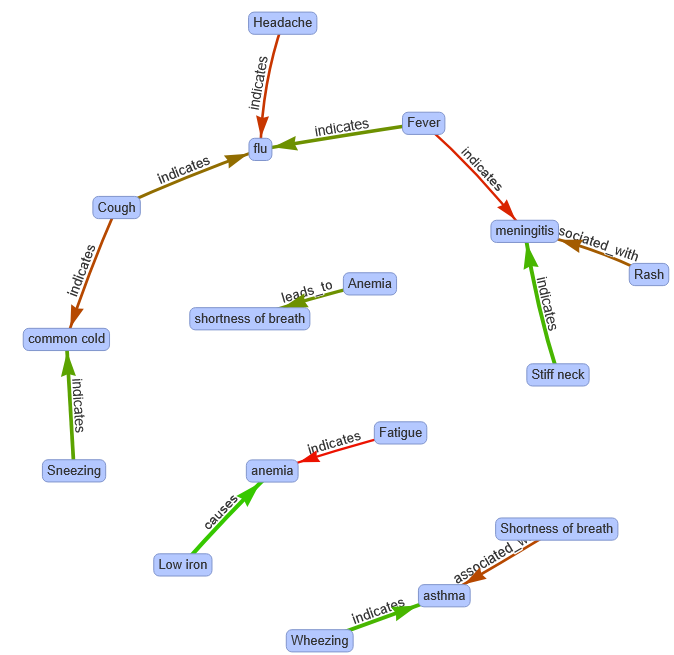 Headache
indicates
Fever
indicates
flu
indicates
indicates
Cough
meningitis
sociated_with
Rash
indicates
Anemia
leads_to
shortness of breath
indicates
common cold
Stiff neck
indicates
Fatigue
indicates
Sneezing
anemia
causes
Shortness of breath
Low iron
associated_w
asthma
indicates
Wheezing